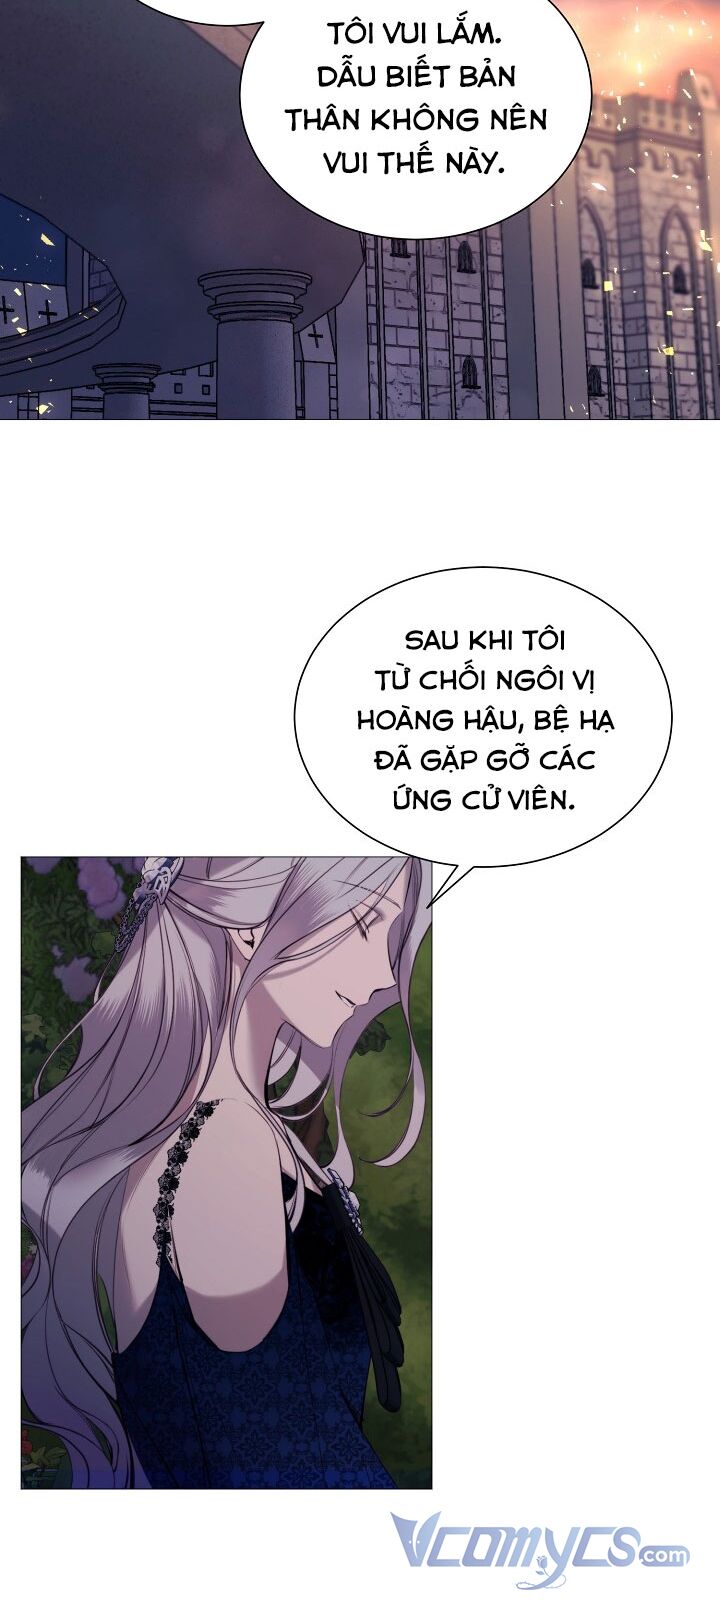 TÔI VUI LẮM.
DẪU BIẾT BẢN
THÂN KHÔNG NÊN
VUI THẾ NÀY.
SAU KHI TÔI
TỪ CHỐI NGÔI VỊ
HOÀNG HẬU, BỆ HẠ
ĐÃ GẶP GỠ CÁC
ỨNG CỬ VIÊN.
VCOMYCS.com